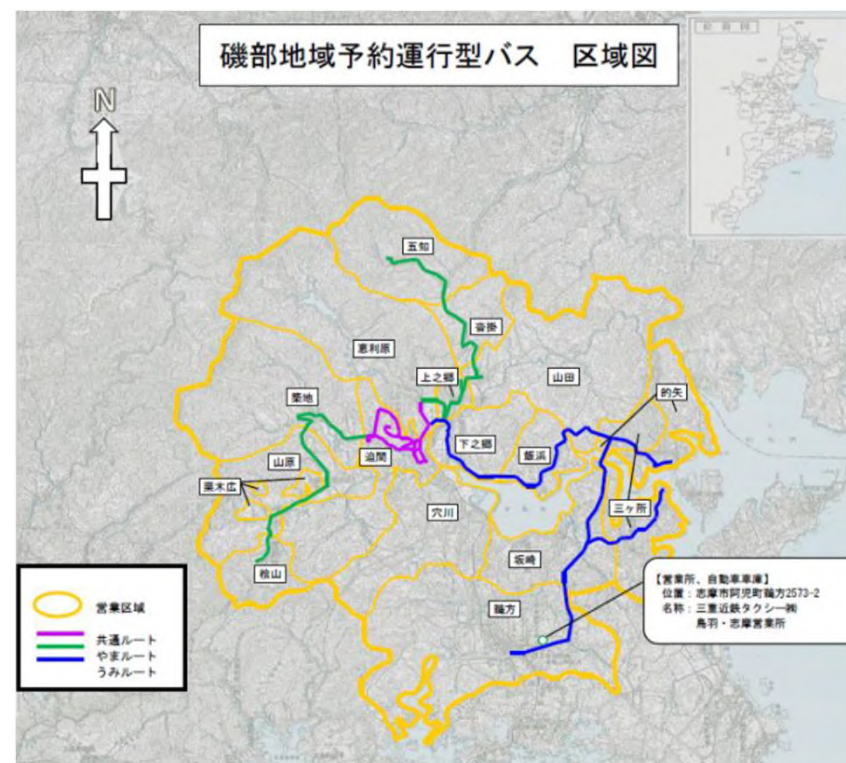 磯部地域予約運行型バス　区域図
位置図
N
五知
沓掛
恵利原
上之郷
山田
的矢
築地
下之郷
飯浜
山原
迫間
栗木広
穴川
三ヶ所
坂崎
桧山
鵜方
【営業所、自動車車庫】
位置：志摩市阿児町鵜方2573-2
名称：三重近鉄タクシー㈱
鳥羽・志摩営業所
営業区域
共通ルート
やまルート
うみルート